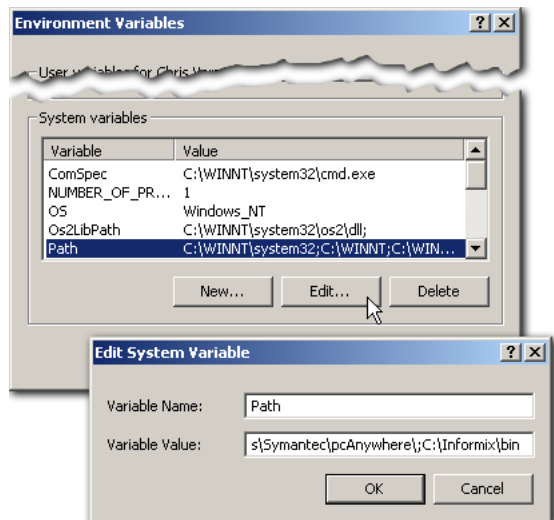 Environment Variables
System variables
Variable Value
ComSpec C:\WINNT\system32\cmd.exe
NUMBER_OF_PR... 1
OS Windows_NT
Os2LibPath C:\WINNT\system32\os2\dll;
Path C:\WINNT\system32;C:\WINNT;C:\WIN...
New... Edit... Delete
Edit System Variable
Variable Name: Path
Variable Value: s\Symantec\pcAnywhere\;C:\Informix\bin
OK Cancel